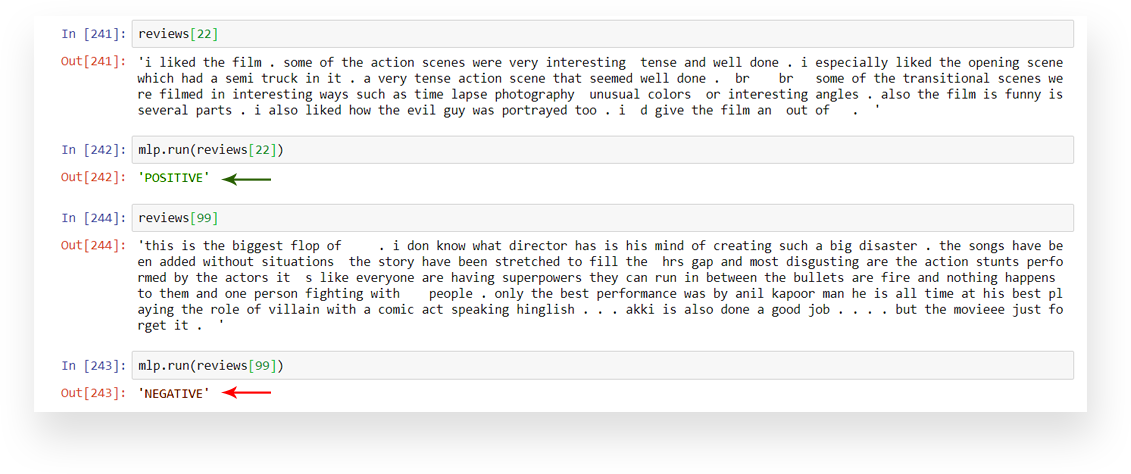 In [241]: reviews[22]
Out[241]: 'i liked the film . some of the action scenes were very interesting  tense and well done . i especially liked the opening scene
which had a semi truck in it . a very tense action scene that seemed well done .  br    br   some of the transitional scenes we
re filmed in interesting ways such as time lapse photography  unusual colors  or interesting angles . also the film is funny is
several parts . i also liked how the evil guy was portrayed too . i  d give the film an  out of   .  '
In [242]: mlp.run(reviews[22])
Out[242]: 'POSITIVE'
In [244]: reviews[99]
Out[244]: 'this is the biggest flop of     . i don know what director has is his mind of creating such a big disaster . the songs have be
en added without situations  the story have been stretched to fill the  hrs gap and most disgusting are the action stunts perfo
rmed by the actors it  s like everyone are having superpowers they can run in between the bullets are fire and nothing happens
to them and one person fighting with    people . only the best performance was by anil kapoor man he is all time at his best pl
aying the role of villain with a comic act speaking hinglish . . . akki is also done a good job . . . . but the movieee just fo
rget it .  '
In [243]: mlp.run(reviews[99])
Out[243]: 'NEGATIVE'